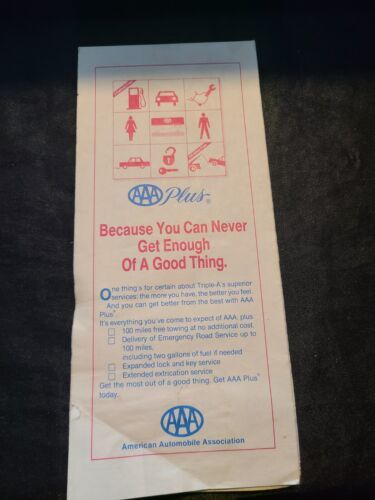 AAA Plus®
Because You Can Never
Get Enough
Of A Good Thing.
One thing's for certain about Triple-A's superior
services: the more you have, the better you feel.
And you can get better from the best with AAA
Plus®.
It's everything you've come to expect of AAA, plus
100 miles free towing at no additional cost.
Delivery of Emergency Road Service up to
100 miles,
including two gallons of fuel if needed
Expanded lock and key service
Extended extrication service
Get the most out of a good thing. Get AAA Plus®
today.
AAA
American Automobile Association